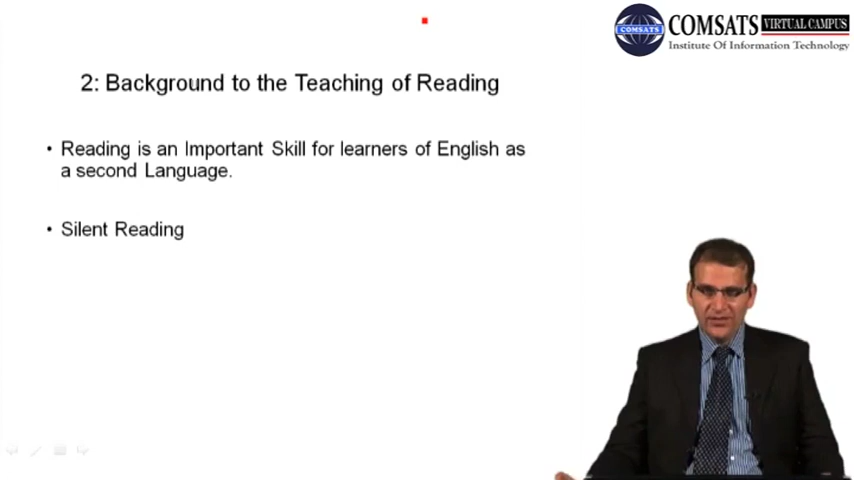 COMSATS VIRTUAL CAMPUS
COMSATS
Institute Of Information Technology
2: Background to the Teaching of Reading
• Reading is an Important Skill for learners of English as
a second Language.
• Silent Reading